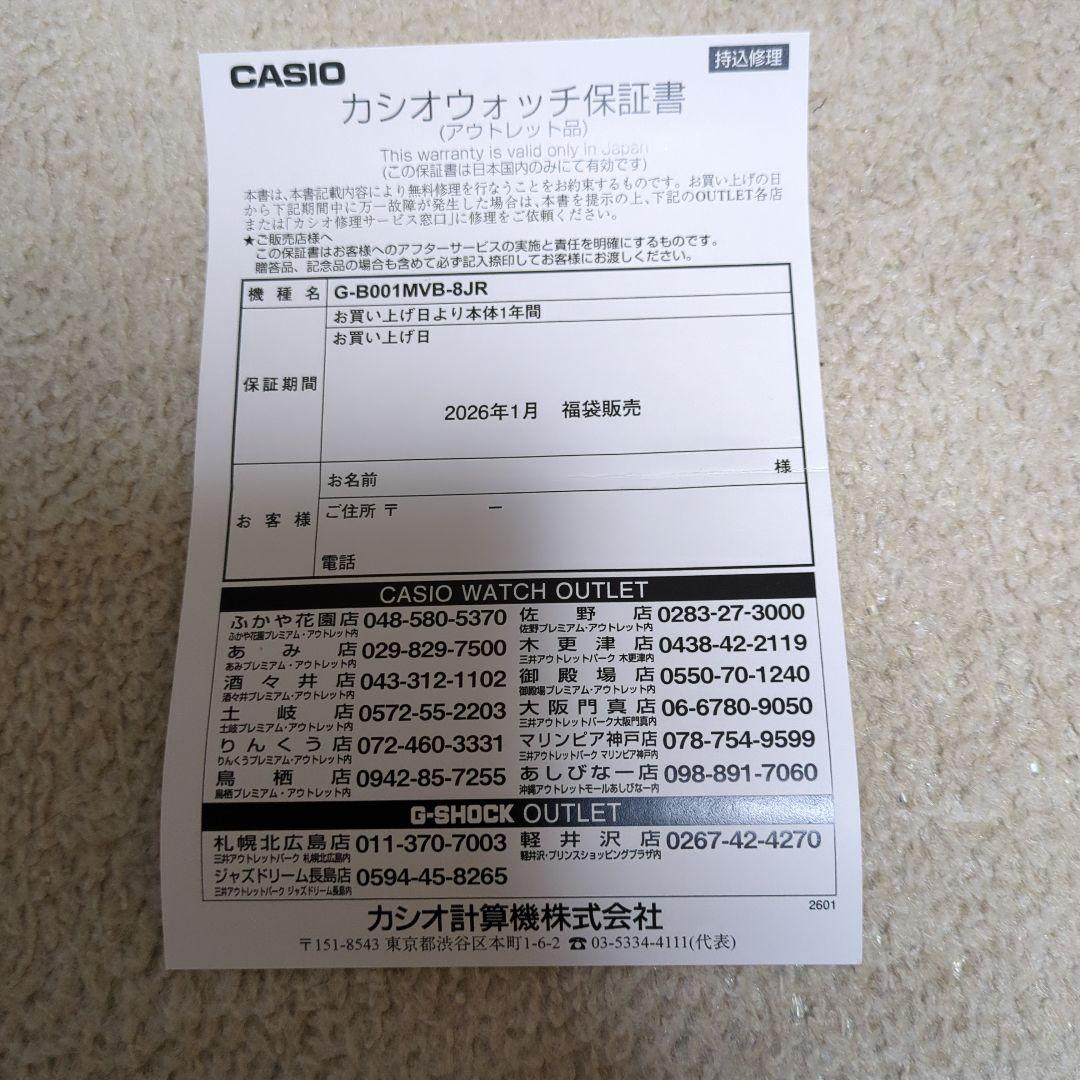 CASIO
持込修理
カシオウォッチ保証書
(アウトレット品)
This warranty is valid only in Japan
(この保証書は日本国内のみにて有効です)
本書は、本書記載内容により無料修理を行なうことをお約束するものです。お買い上げの日
から下記期間中に万一故障が発生した場合は、本書を提示の上、下記のOUTLET各店
または「カシオ修理サービス窓口」に修理をご依頼ください。
★ご販売店様へ
この保証書はお客様へのアフターサービスの実施と責任を明確にするものです。
贈答品、記念品の場合も含めて必ず記入捺印してお客様にお渡しください。
機種名 G-B001MVB-8JR
お買い上げ日より本体1年間
お買い上げ日
保証期間
2026年1月 福袋販売
お名前 様
お客様
ご住所 〒 ー
電話
CASIO WATCH OUTLET
ふかや花園店 048-580-5370 佐野店 0283-27-3000
ふかや花園プレミアム・アウトレット内 佐野プレミアム・アウトレット内
あみ店 029-829-7500 木更津店 0438-42-2119
あみプレミアム・アウトレット内 三井アウトレットパーク 木更津内
酒々井店 043-312-1102 御殿場店 0550-70-1240
酒々井プレミアム・アウトレット内 御殿場プレミアム・アウトレット内
土岐店 0572-55-2203 大阪門真店 06-6780-9050
土岐プレミアム・アウトレット内 三井アウトレットパーク大阪門真内
りんくう店 072-460-3331 マリンピア神戸店 078-754-9599
りんくうプレミアム・アウトレット内 三井アウトレットパーク マリンピア神戸内
鳥栖店 0942-85-7255 あしびなー店 098-891-7060
鳥栖プレミアム・アウトレット内 沖縄アウトレットモールあしびなー内
G-SHOCK OUTLET
札幌北広島店 011-370-7003 軽井沢店 0267-42-4270
三井アウトレットパーク 札幌北広島内 軽井沢・プリンスショッピングプラザ内
ジャズドリーム長島店 0594-45-8265
三井アウトレットパーク ジャズドリーム長島内
2601
カシオ計算機株式会社
〒151-8543 東京都渋谷区本町1-6-2 ☎ 03-5334-4111(代表)